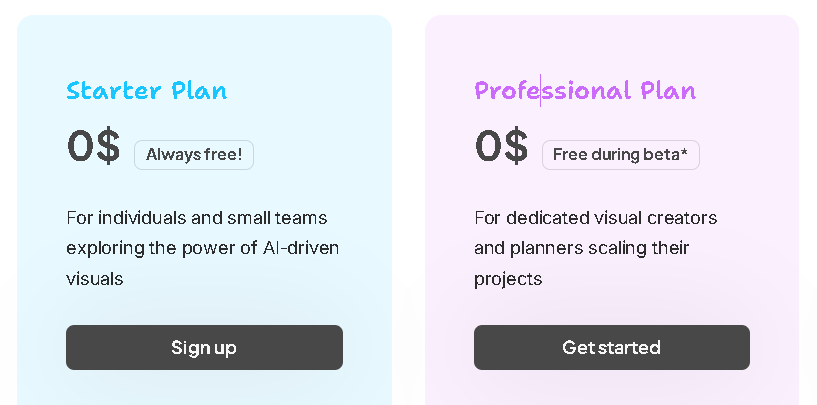 Starter Plan
0$ Always free!
For individuals and small teams
exploring the power of AI-driven
visuals
Sign up
Professional Plan
0$ Free during beta*
For dedicated visual creators
and planners scaling their
projects
Get started